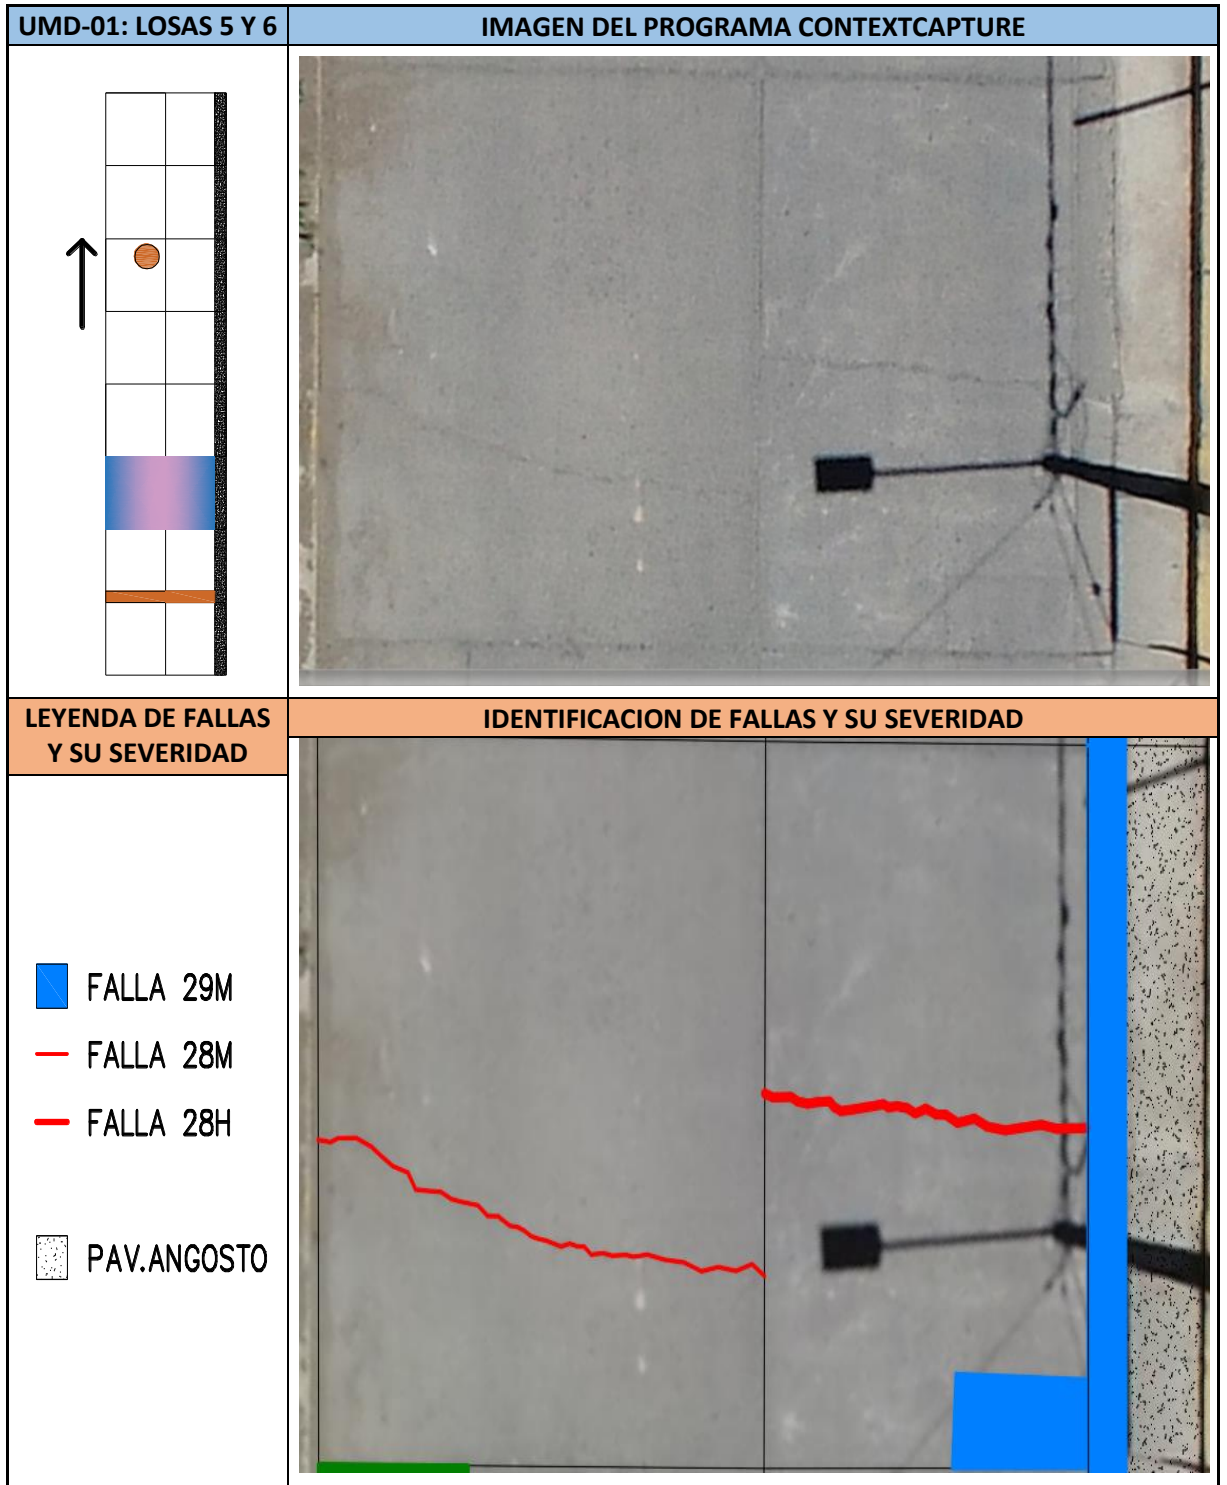 UMD-01: LOSAS 5 Y 6
IMAGEN DEL PROGRAMA CONTEXTCAPTURE
LEYENDA DE FALLAS
Y SU SEVERIDAD
IDENTIFICACION DE FALLAS Y SU SEVERIDAD
FALLA 29M
FALLA 28M
FALLA 28H
PAV.ANGOSTO